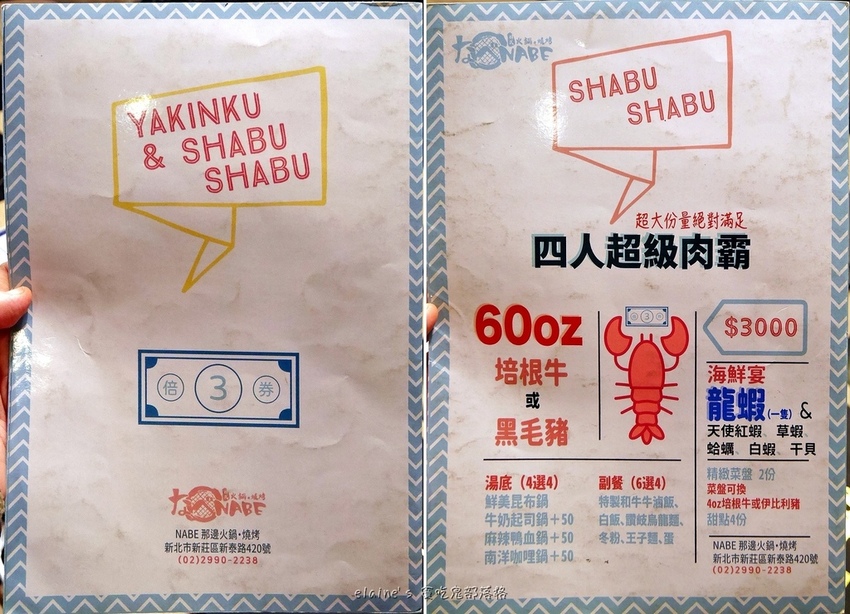 YAKINKU
& SHABU
SHABU
倍 3 券
火鍋•燒烤
NABE
NABE 那邊火鍋•燒烤
新北市新莊區新泰路420號
(02)2990-2238
火鍋•燒烤
NABE
SHABU
SHABU
超大份量絕對滿足
四人超級肉霸
60oz
培根牛
或
黑毛豬
3
$3000
海鮮宴
龍蝦(一隻) &
天使紅蝦、草蝦、
蛤蠣、白蝦、干貝
湯底(4選4)
鮮美昆布鍋
牛奶起司鍋+50
麻辣鴨血鍋+50
南洋咖哩鍋+50
副餐(6選4)
特製和牛牛滷飯、
白飯、讚岐烏龍麵、
冬粉、王子麵、蛋
精緻菜盤 2份
菜盤可換
4oz培根牛或伊比利豬
甜點4份
NABE 那邊火鍋•燒烤
新北市新莊區新泰路420號
(02)2990-2238
elaine's 貪吃鬼部落格